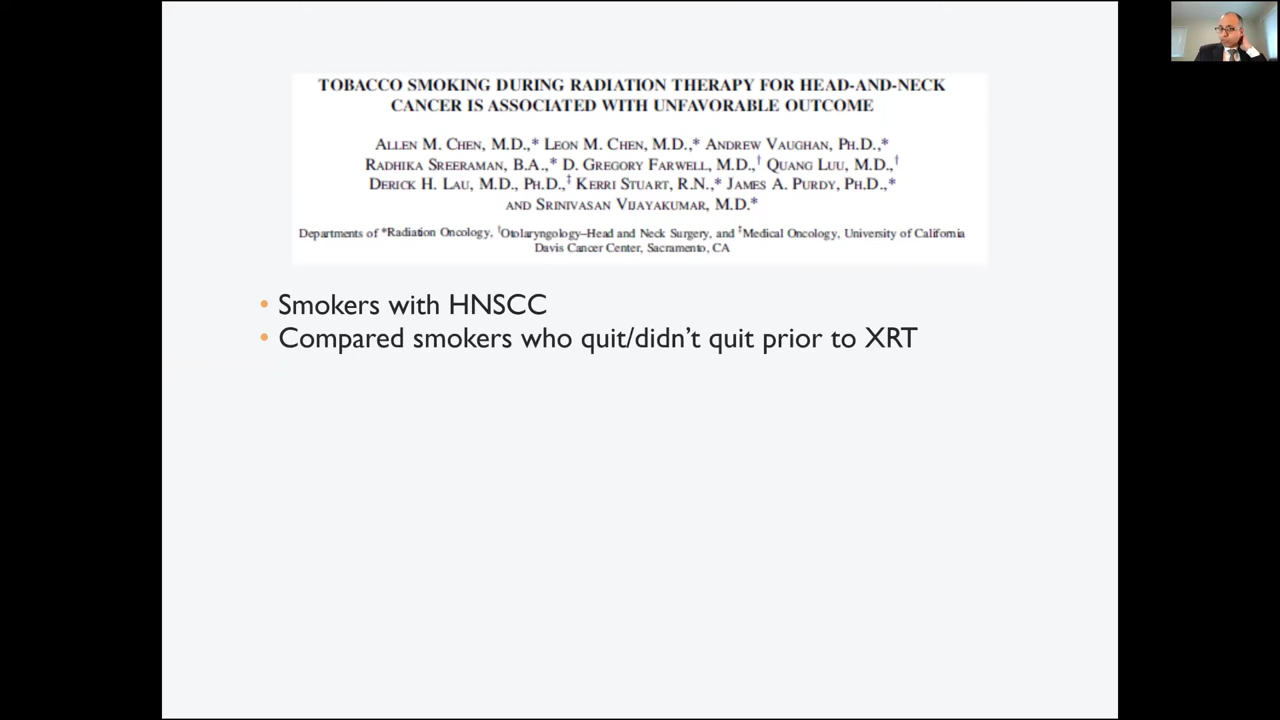 TOBACCO SMOKING DURING RADIATION THERAPY FOR HEAD-AND-NECK
CANCER IS ASSOCIATED WITH UNFAVORABLE OUTCOME
ALLEN M. CHEN, M.D.,* LEON M. CHEN, M.D.,* ANDREW VAUGHAN, PH.D.,*
RADHIKA SREERAMAN, B.A.,* D. GREGORY FARWELL, M.D.,† QUANG LUU, M.D.,†
DERICK H. LAU, M.D., PH.D.,‡ KERRI STUART, R.N.,* JAMES A. PURDY, PH.D.,*
AND SRINIVASAN VIJAYAKUMAR, M.D.*
Departments of *Radiation Oncology, †Otolaryngology–Head and Neck Surgery, and ‡Medical Oncology, University of California
Davis Cancer Center, Sacramento, CA
• Smokers with HNSCC
• Compared smokers who quit/didn’t quit prior to XRT